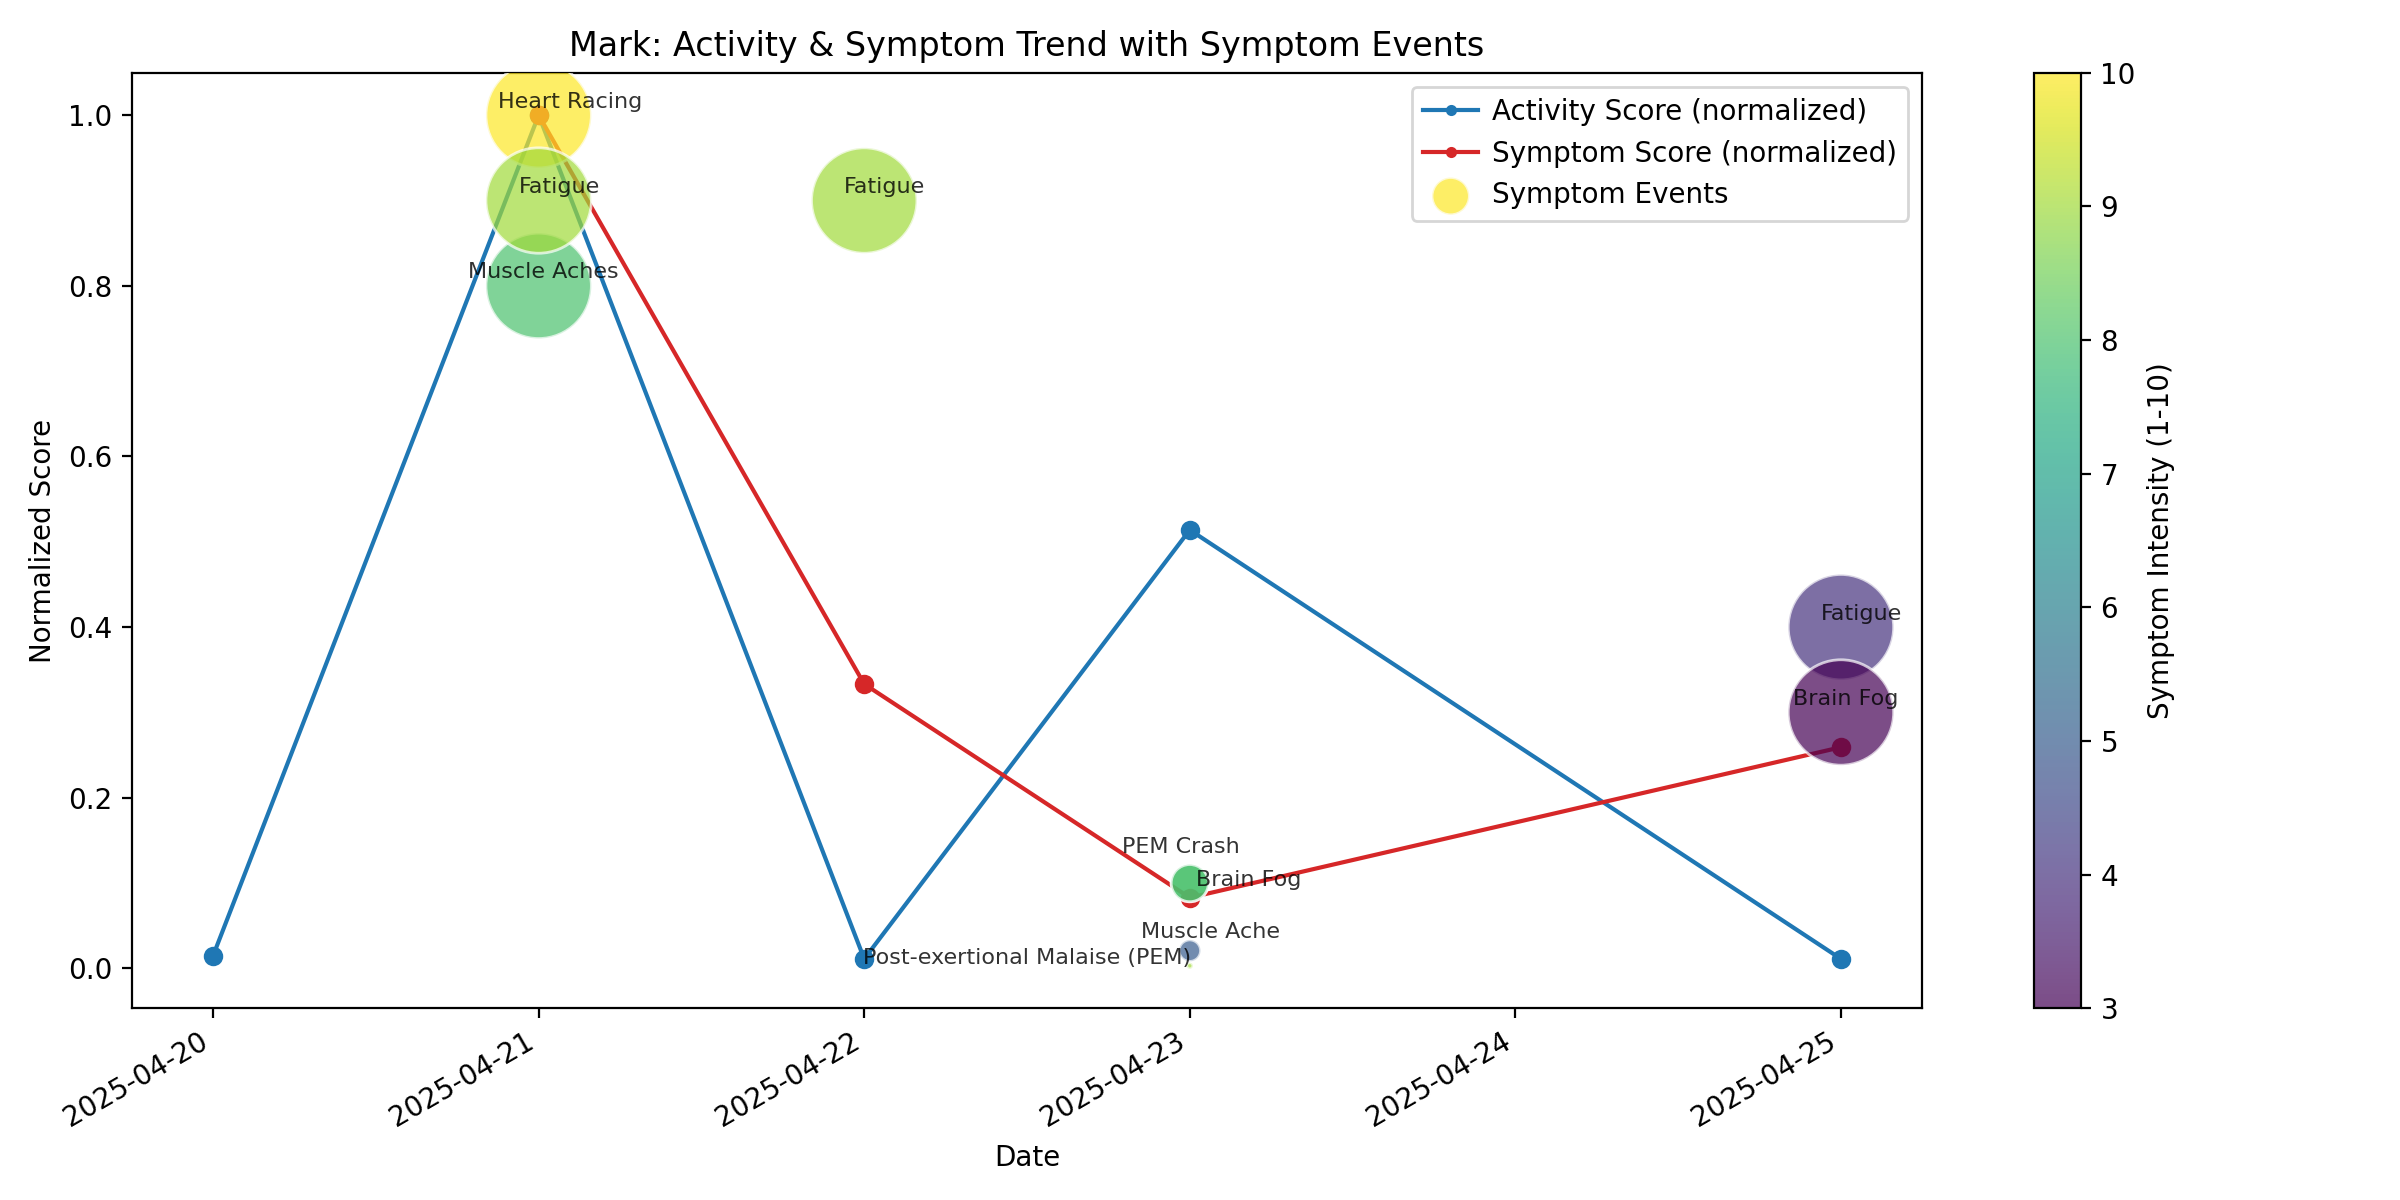 Mark: Activity & Symptom Trend with Symptom Events
Activity Score (normalized)
Symptom Score (normalized)
Symptom Events
Normalized Score
1.0
0.8
0.6
0.4
0.2
0.0
Heart Racing
Fatigue
Muscle Aches
Fatigue
PEM Crash
Brain Fog
Muscle Ache
Post-exertional Malaise (PEM)
Fatigue
Brain Fog
2025-04-20
2025-04-21
2025-04-22
2025-04-23
2025-04-24
2025-04-25
Date
10
9
8
7
6
5
4
3
Symptom Intensity (1-10)